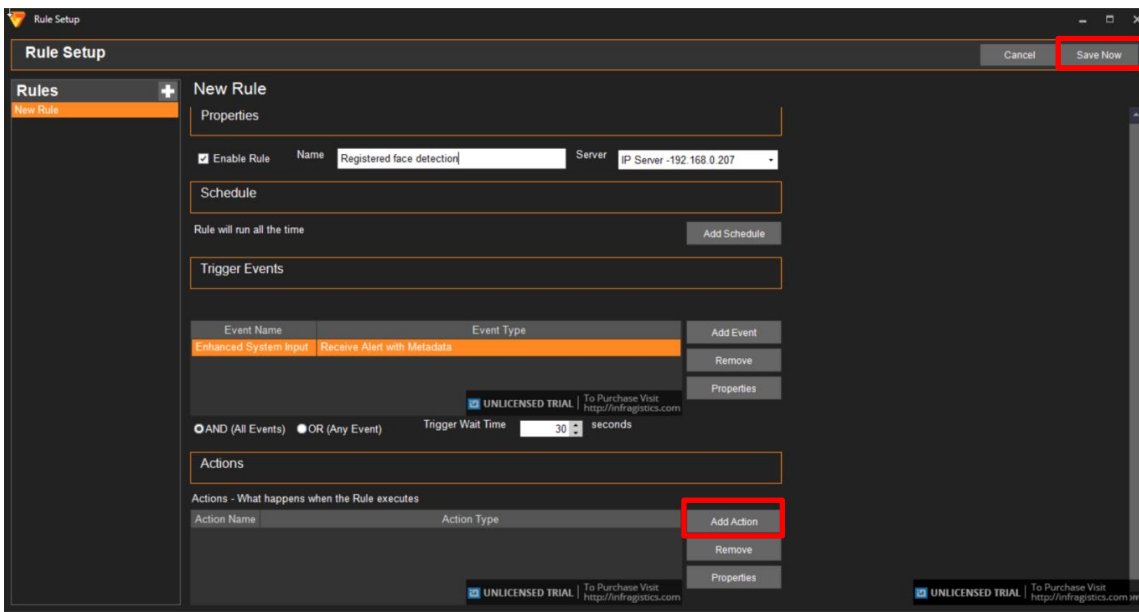 Rule Setup
Rule Setup
Cancel
Save Now
Rules
New Rule
New Rule
Properties
Enable Rule
Name
Registered face detection
Server
IP Server -192.168.0.207
Schedule
Rule will run all the time
Add Schedule
Trigger Events
Event Name
Event Type
Add Event
Enhanced System Input
Receive Alert with Metadata
Remove
Properties
UNLICENSED TRIAL
To Purchase Visit
http://infragistics.com
AND (All Events)
OR (Any Event)
Trigger Wait Time
30
seconds
Actions
Actions - What happens when the Rule executes
Action Name
Action Type
Add Action
Remove
Properties
UNLICENSED TRIAL
To Purchase Visit
http://infragistics.com
UNLICENSED TRIAL
To Purchase Visit
http://infragistics.com